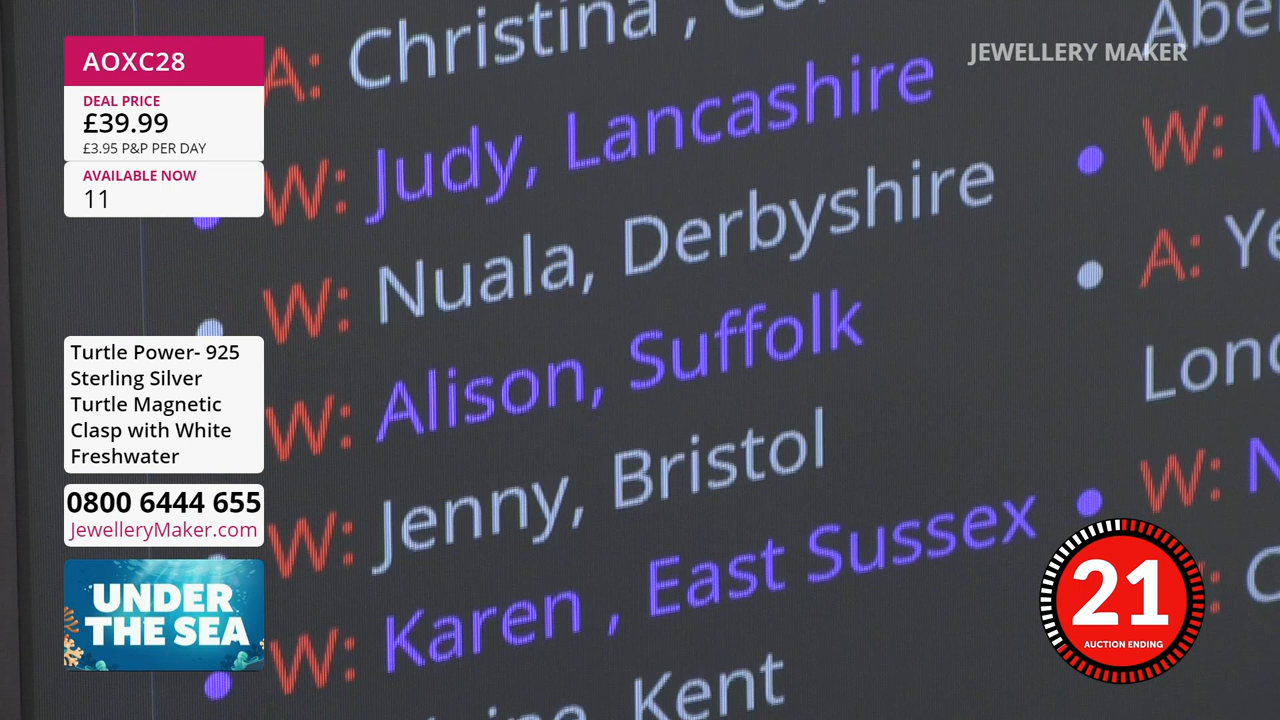 AOXC28
DEAL PRICE
£39.99
£3.95 P&P PER DAY
AVAILABLE NOW
11
Turtle Power- 925
Sterling Silver
Turtle Magnetic
Clasp with White
Freshwater
0800 6444 655
JewelleryMaker.com
UNDER
THE SEA
JEWELLERY MAKER
A: Christina ,
W: Judy, Lancashire
W: Nuala, Derbyshire
W: Alison, Suffolk
W: Jenny, Bristol
W: Karen , East Sussex
Kent
W:
A:
W:
21
AUCTION ENDING